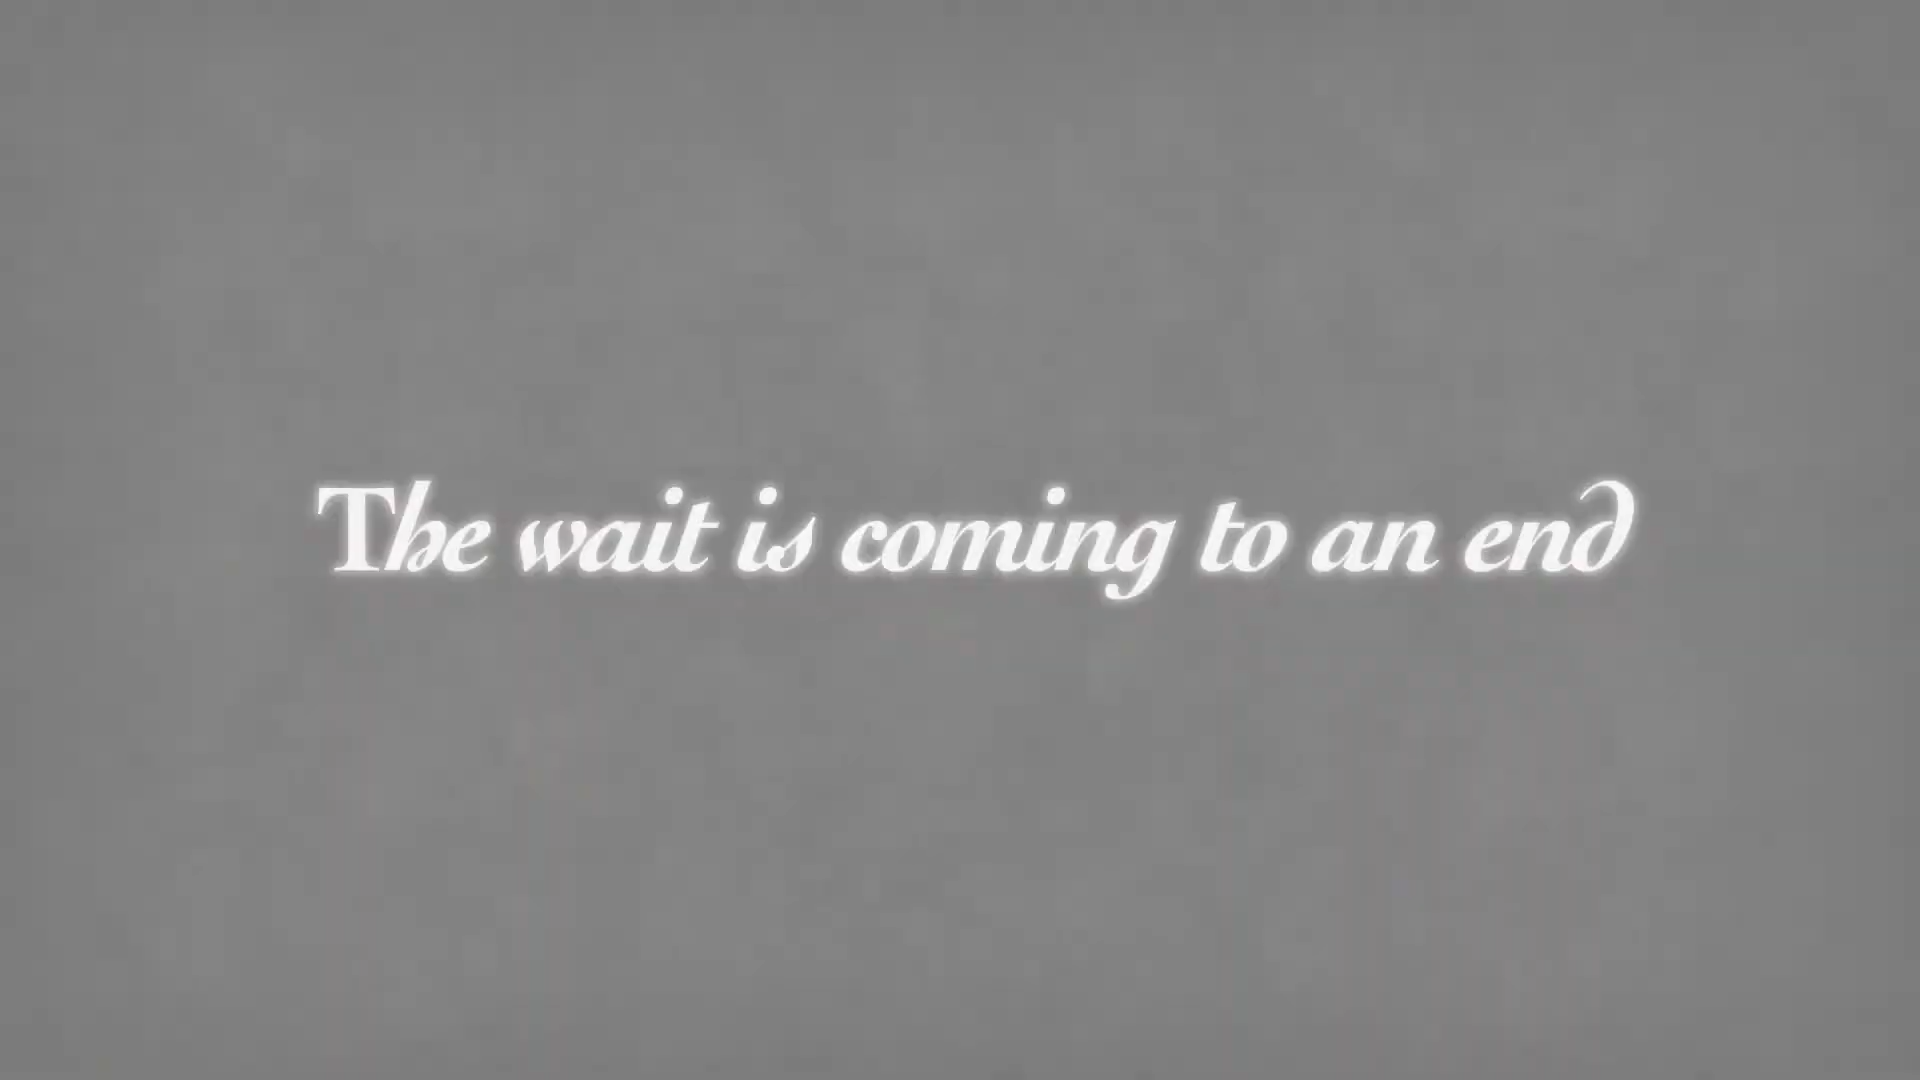 The wait is coming to an end